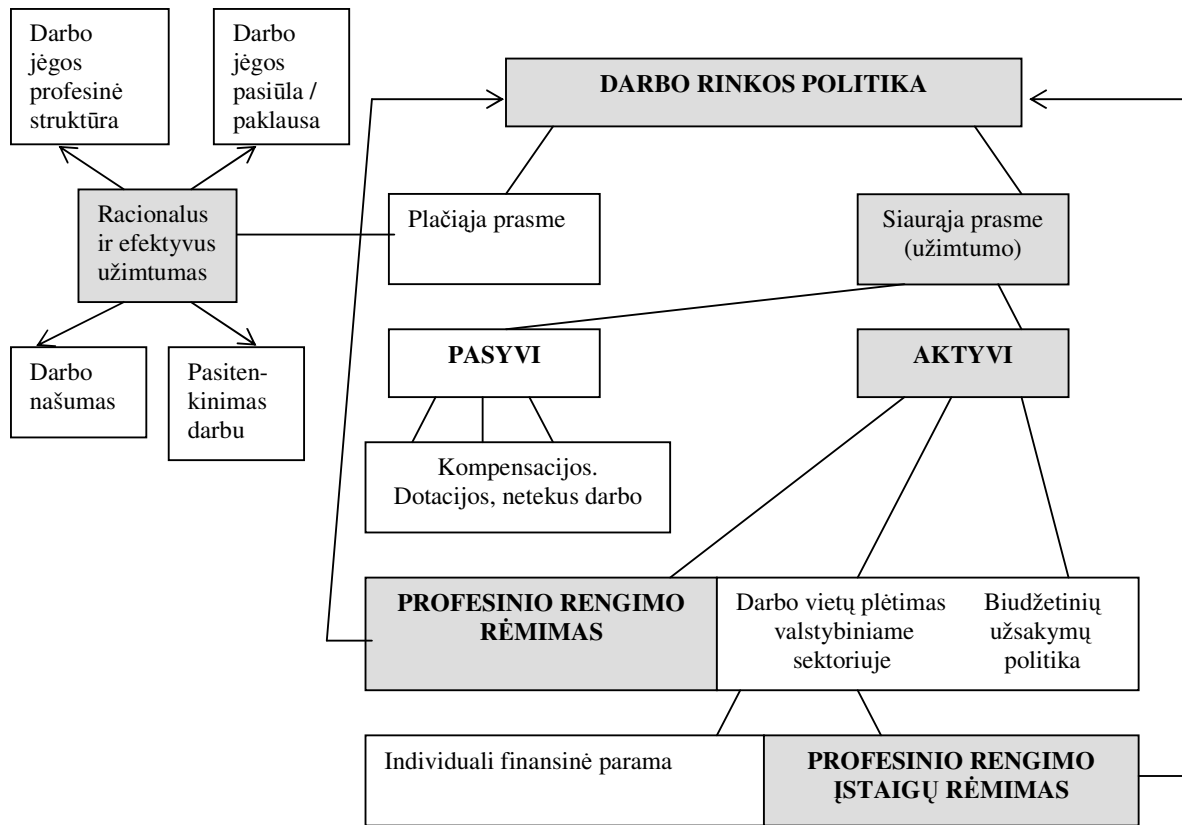 Darbo
jėgos
profesinė
struktūra
Darbo
jėgos
pasiūla /
paklausa
DARBO RINKOS POLITIKA
Racionalus
ir efektyvus
užimtumas
Plačiąja prasme
Siaurąja prasme
(užimtumo)
Darbo
našumas
Pasiten-
kinimas
darbu
PASYVI
AKTYVI
Kompensacijos.
Dotacijos, netekus darbo
PROFESINIO RENGIMO
RĖMIMAS
Darbo vietų plėtimas
valstybiniame
sektoriuje
Biudžetinių
užsakymų
politika
Individuali finansinė parama
PROFESINIO RENGIMO
ĮSTAIGŲ RĖMIMAS